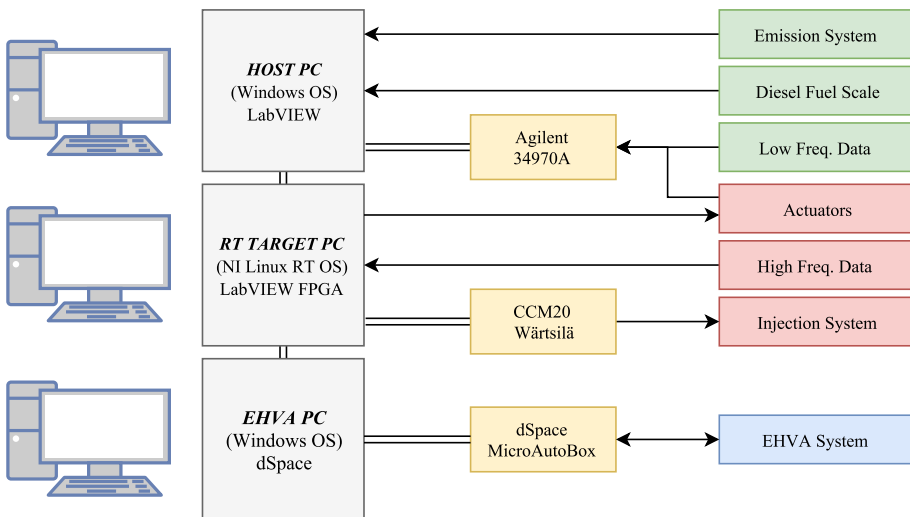 HOST PC
(Windows OS)
LabVIEW
RT TARGET PC
(NI Linux RT OS)
LabVIEW FPGA
EHVA PC
(Windows OS)
dSpace
Agilent
34970A
CCM20
Wärtsilä
dSpace
MicroAutoBox
Emission System
Diesel Fuel Scale
Low Freq. Data
Actuators
High Freq. Data
Injection System
EHVA System